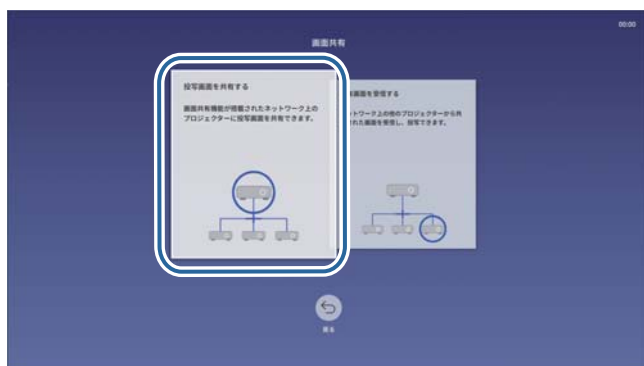 00:00
画面共有
投写画面を共有する
画面共有機能が搭載されたネットワーク上の
プロジェクターに投写画面を共有できます。
画面を受信する
トワーク上の他のプロジェクターから共
された画面を受信し、投写できます。
戻る